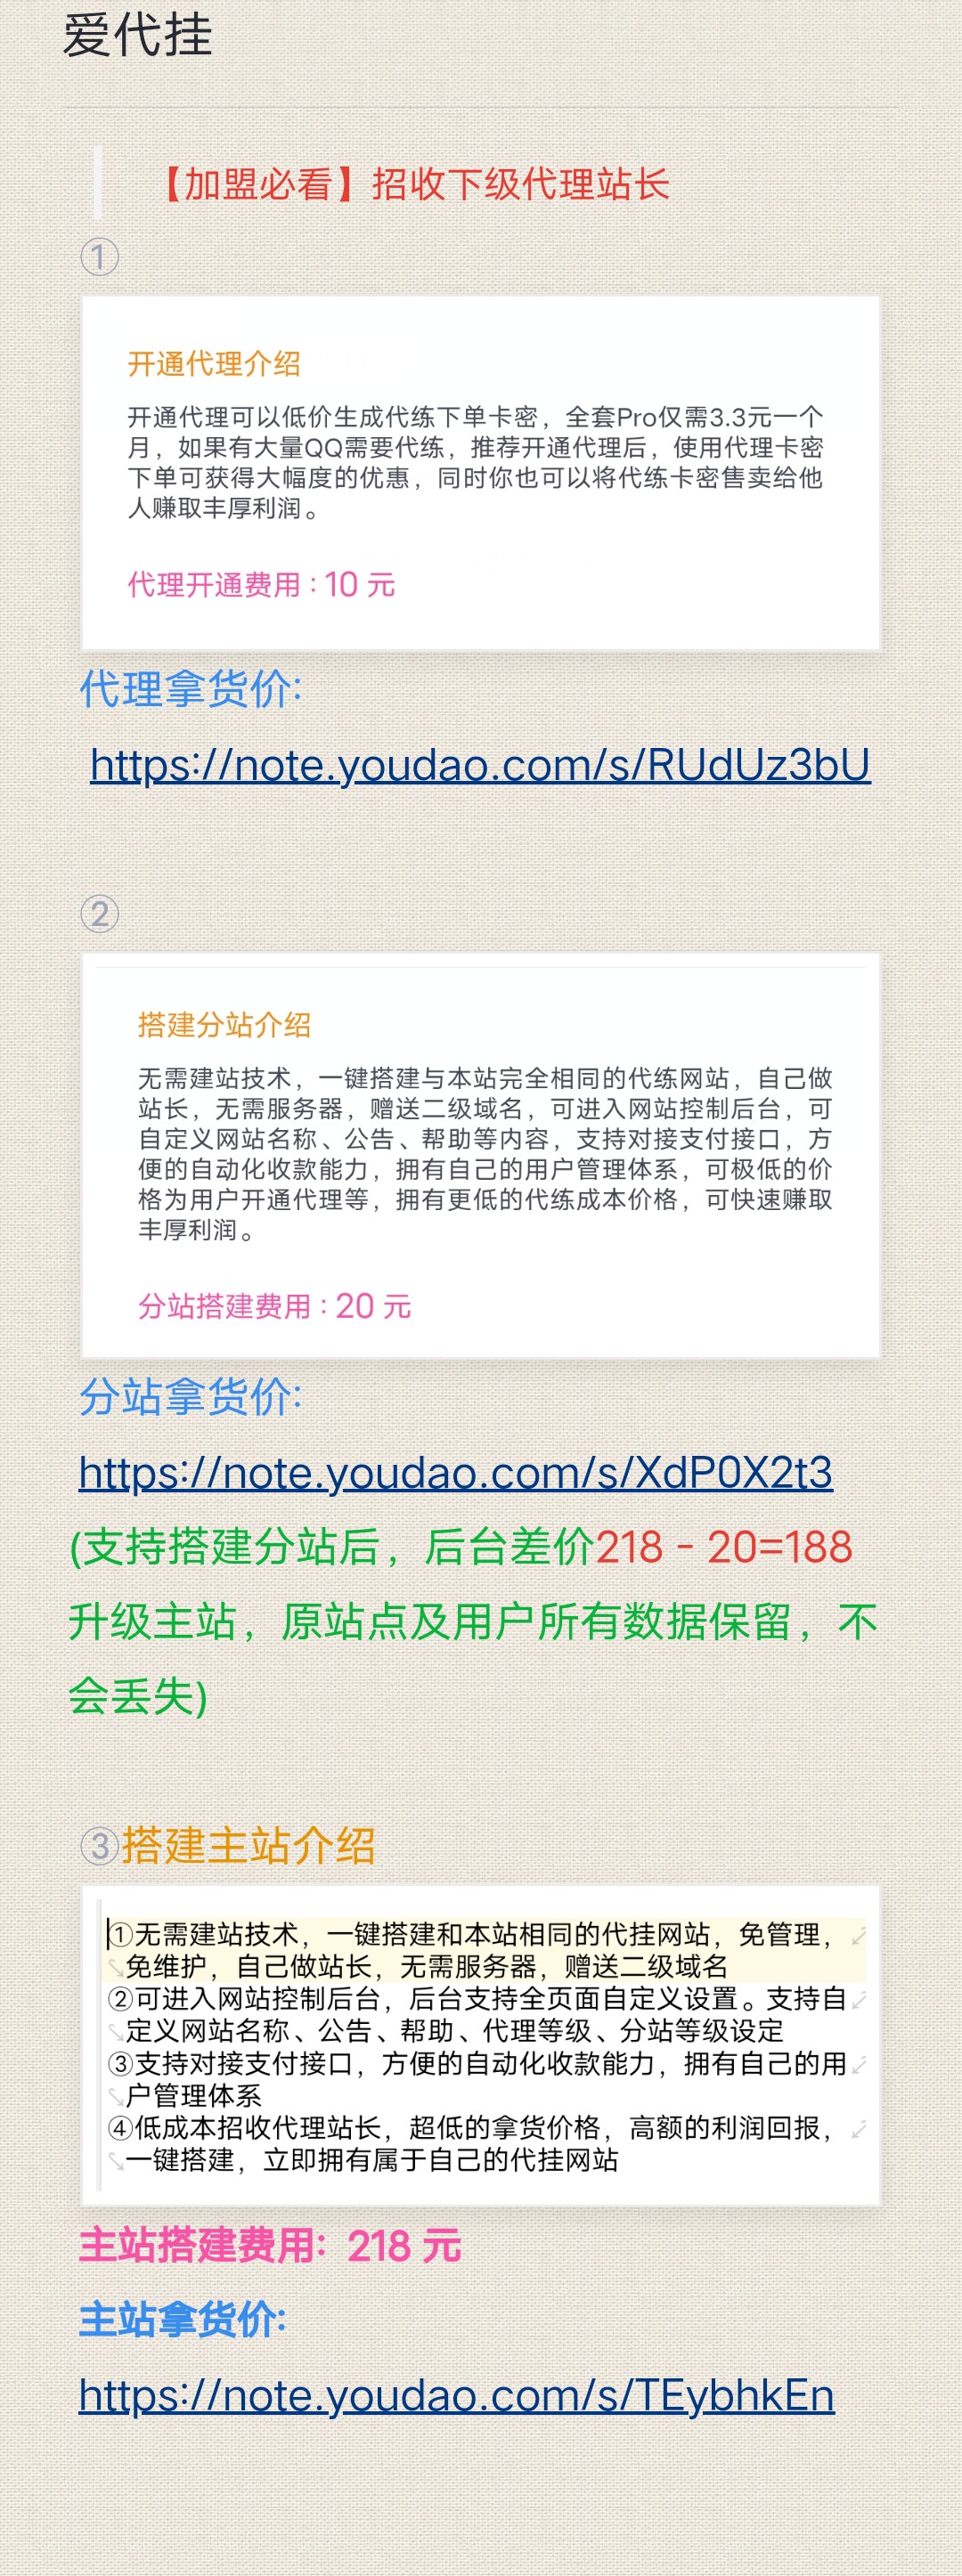 爱代挂
【加盟必看】招收下级代理站长
①
开通代理介绍
开通代理可以低价生成代练下单卡密，全套Pro仅需3.3元一个
月，如果有大量QQ需要代练，推荐开通代理后，使用代理卡密
下单可获得大幅度的优惠，同时你也可以将代练卡密售卖给他
人赚取丰厚利润。
代理开通费用：10 元
代理拿货价:
https://note.youdao.com/s/RUdUz3bU
②
搭建分站介绍
无需建站技术，一键搭建与本站完全相同的代练网站，自己做
站长，无需服务器，赠送二级域名，可进入网站控制后台，可
自定义网站名称、公告、帮助等内容，支持对接支付接口，方
便的自动化收款能力，拥有自己的用户管理体系，可极低的价
格为用户开通代理等，拥有更低的代练成本价格，可快速赚取
丰厚利润。
分站搭建费用：20 元
分站拿货价:
https://note.youdao.com/s/XdP0X2t3
(支持搭建分站后，后台差价218 - 20=188
升级主站，原站点及用户所有数据保留，不
会丢失)
③搭建主站介绍
①无需建站技术，一键搭建和本站相同的代挂网站，免管理，
免维护，自己做站长，无需服务器，赠送二级域名
②可进入网站控制后台，后台支持全页面自定义设置。支持自
定义网站名称、公告、帮助、代理等级、分站等级设定
③支持对接支付接口，方便的自动化收款能力，拥有自己的用
户管理体系
④低成本招收代理站长，超低的拿货价格，高额的利润回报，
一键搭建，立即拥有属于自己的代挂网站
主站搭建费用: 218 元
主站拿货价:
https://note.youdao.com/s/TEybhkEn